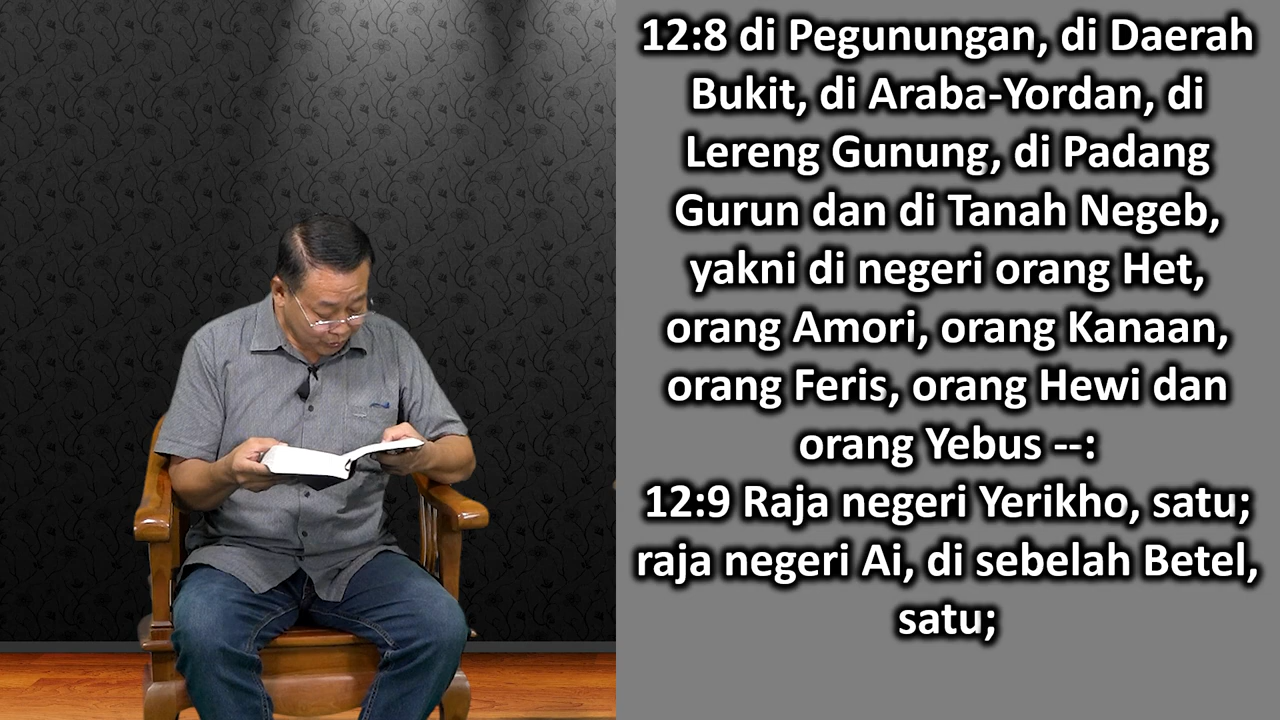 12:8 di Pegunungan, di Daerah
Bukit, di Araba-Yordan, di
Lereng Gunung, di Padang
Gurun dan di Tanah Negeb,
yakni di negeri orang Het,
orang Amori, orang Kanaan,
orang Feris, orang Hewi dan
orang Yebus --:
12:9 Raja negeri Yerikho, satu;
raja negeri Ai, di sebelah Betel,
satu;